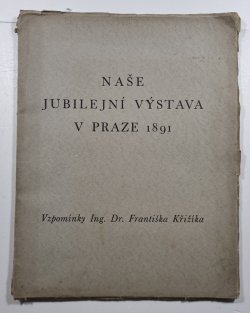 NAŠE
JUBILEJNÍ VÝSTAVA
V PRAZE 1891
Vzpomínky Ing. Dr. Františka Křižíka